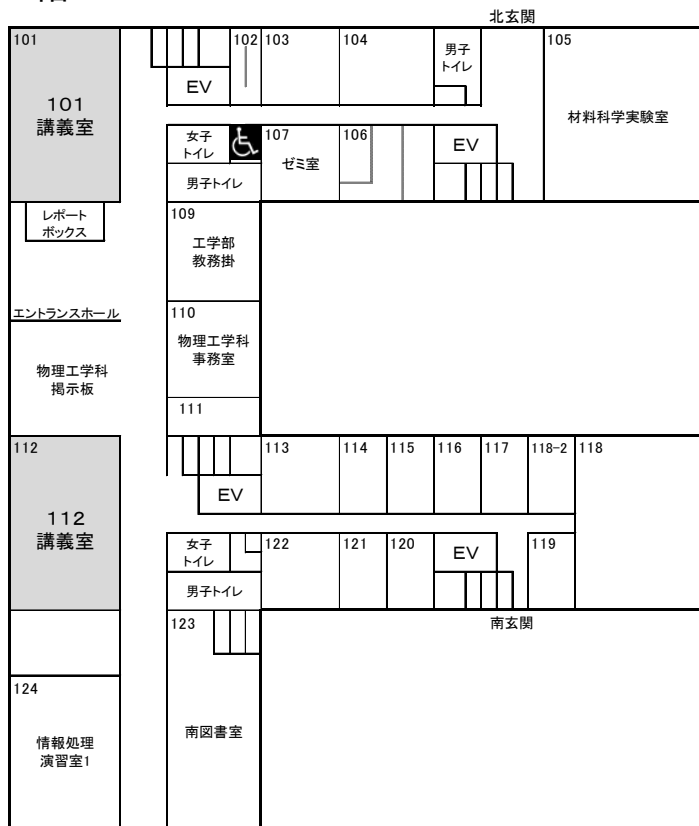 北玄関
101
102
103
104
105
男子
トイレ
EV
101
講義室
材料科学実験室
女子
トイレ
107
106
EV
ゼミ室
男子トイレ
レポート
ボックス
109
工学部
教務掛
エントランスホール
110
物理工学科
事務室
物理工学科
掲示板
111
112
113
114
115
116
117
118-2
118
EV
112
講義室
女子
トイレ
122
121
120
EV
119
男子トイレ
123
南玄関
124
南図書室
情報処理
演習室1